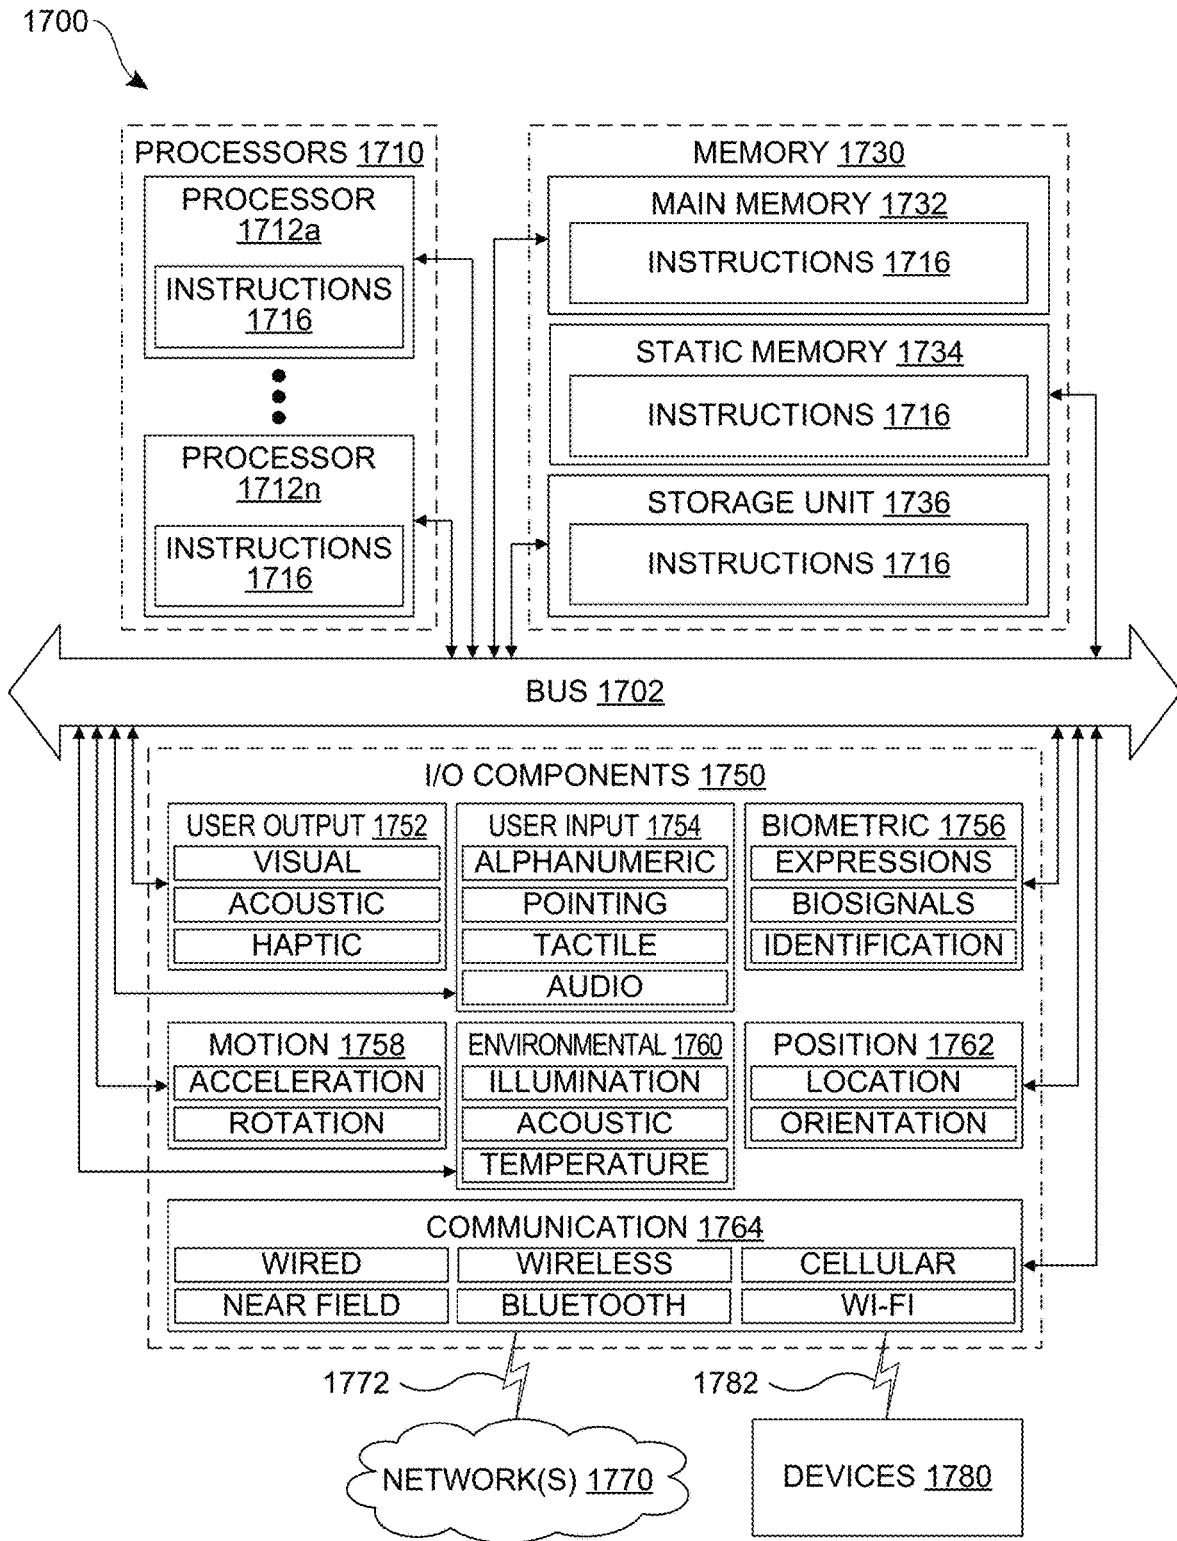 1700
PROCESSORS 1710
PROCESSOR
1712a
INSTRUCTIONS
1716
PROCESSOR
1712n
INSTRUCTIONS
1716
MEMORY 1730
MAIN MEMORY 1732
INSTRUCTIONS 1716
STATIC MEMORY 1734
INSTRUCTIONS 1716
STORAGE UNIT 1736
INSTRUCTIONS 1716
BUS 1702
I/O COMPONENTS 1750
USER OUTPUT 1752
VISUAL
ACOUSTIC
HAPTIC
USER INPUT 1754
ALPHANUMERIC
POINTING
TACTILE
AUDIO
BIOMETRIC 1756
EXPRESSIONS
BIOSIGNALS
IDENTIFICATION
MOTION 1758
ACCELERATION
ROTATION
ENVIRONMENTAL 1760
ILLUMINATION
ACOUSTIC
TEMPERATURE
POSITION 1762
LOCATION
ORIENTATION
COMMUNICATION 1764
WIRED
WIRELESS
CELLULAR
NEAR FIELD
BLUETOOTH
WI-FI
1772
1782
NETWORK(S) 1770
DEVICES 1780